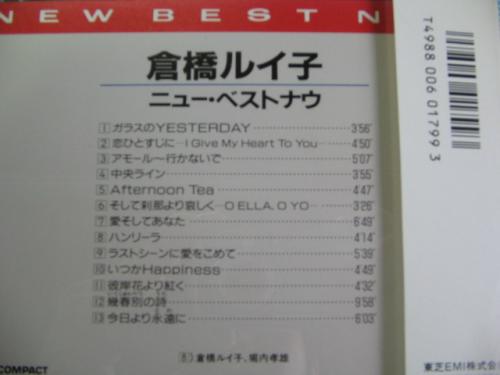 NEW BEST N
倉橋ルイ子
ニュー・ベストナウ
1 ガラスのYESTERDAY 3'56"
2 恋ひとすじに…I Give My Heart To You 4'50"
3 アモール〜行かないで 5'07"
4 中央ライン 3'55"
5 Afternoon Tea 4'47"
6 そして刹那より哀しく…O ELLA, O YO 3'26"
7 愛そしてあなた 6'49"
8 ハンリーラ 4'14"
9 ラストシーンに愛をこめて 5'39"
10 いつかHappiness 4'49"
11 彼岸花より紅く 4'32"
12 幾春別の詩 9'58"
13 今日より永遠に 6'03"
8: 倉橋ルイ子、堀内孝雄
COMPACT
T4988 006 01799 3
東芝EMI株式会